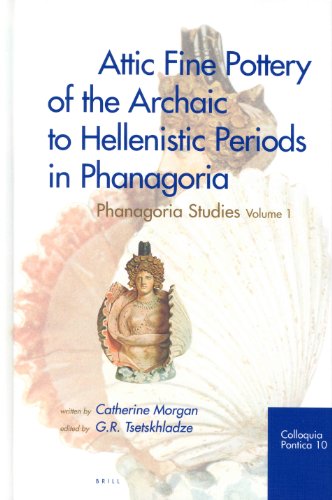 Attic Fine Pottery
of the Archaic
to Hellenistic Periods
in Phanagoria
Phanagoria Studies Volume 1
written by Catherine Morgan
edited by G.R. Tsetskhladze
Colloquia
Pontica 10
BRILL